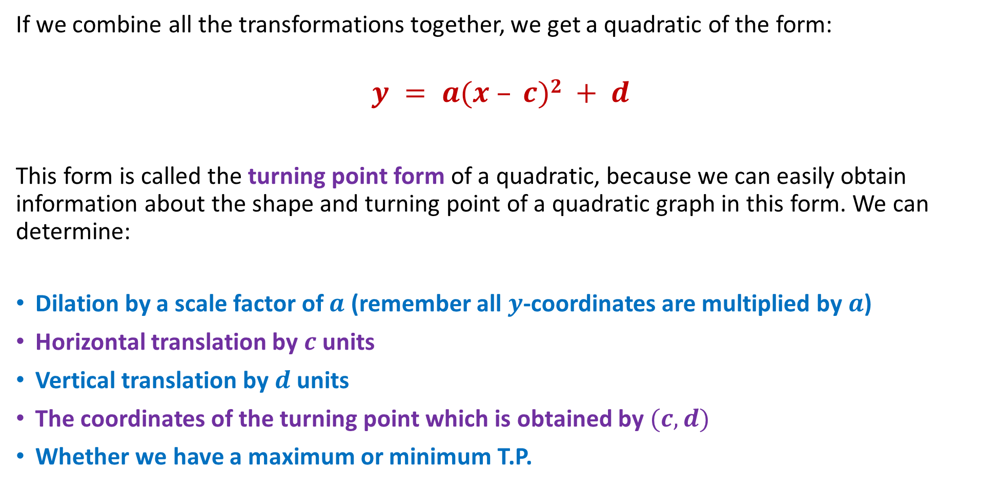 If we combine all the transformations together, we get a quadratic of the form:
y = a(x – c)² + d
This form is called the turning point form of a quadratic, because we can easily obtain
information about the shape and turning point of a quadratic graph in this form. We can
determine:
• Dilation by a scale factor of a (remember all y-coordinates are multiplied by a)
• Horizontal translation by c units
• Vertical translation by d units
• The coordinates of the turning point which is obtained by (c, d)
• Whether we have a maximum or minimum T.P.